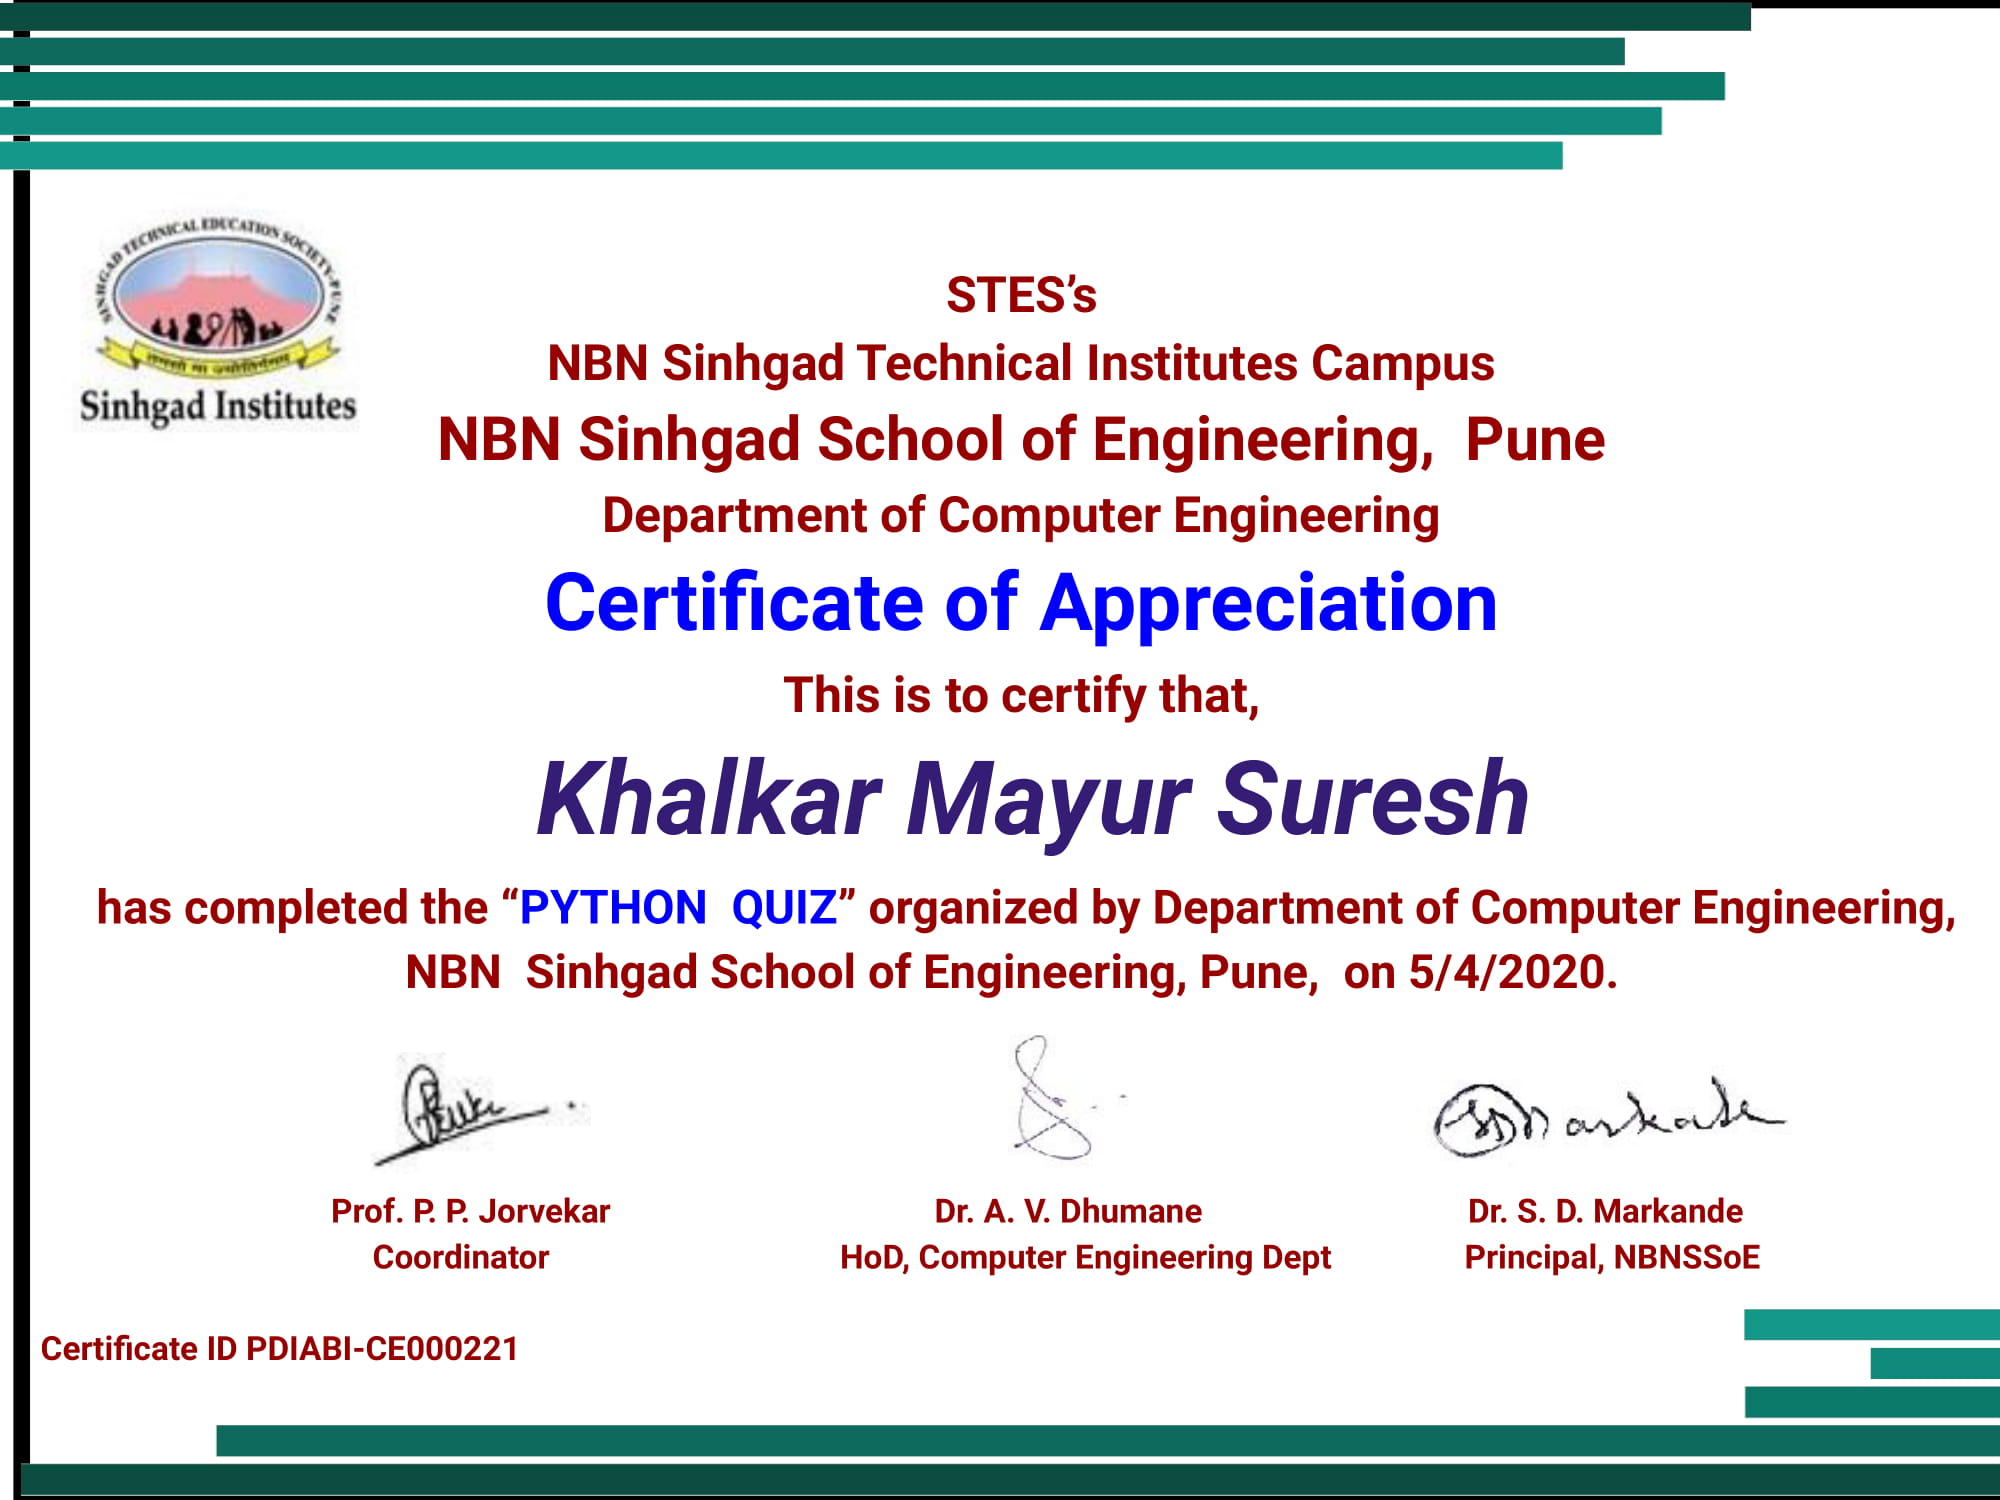 SINHGAD TECHNICAL EDUCATION SOCIETY-PUNE
Sinhgad Institutes
STES’s
NBN Sinhgad Technical Institutes Campus
NBN Sinhgad School of Engineering, Pune
Department of Computer Engineering
Certificate of Appreciation
This is to certify that,
Khalkar Mayur Suresh
has completed the “PYTHON QUIZ” organized by Department of Computer Engineering,
NBN Sinhgad School of Engineering, Pune, on 5/4/2020.
Prof. P. P. Jorvekar
Coordinator
Dr. A. V. Dhumane
HoD, Computer Engineering Dept
Dr. S. D. Markande
Principal, NBNSSoE
Certificate ID PDIABI-CE000221